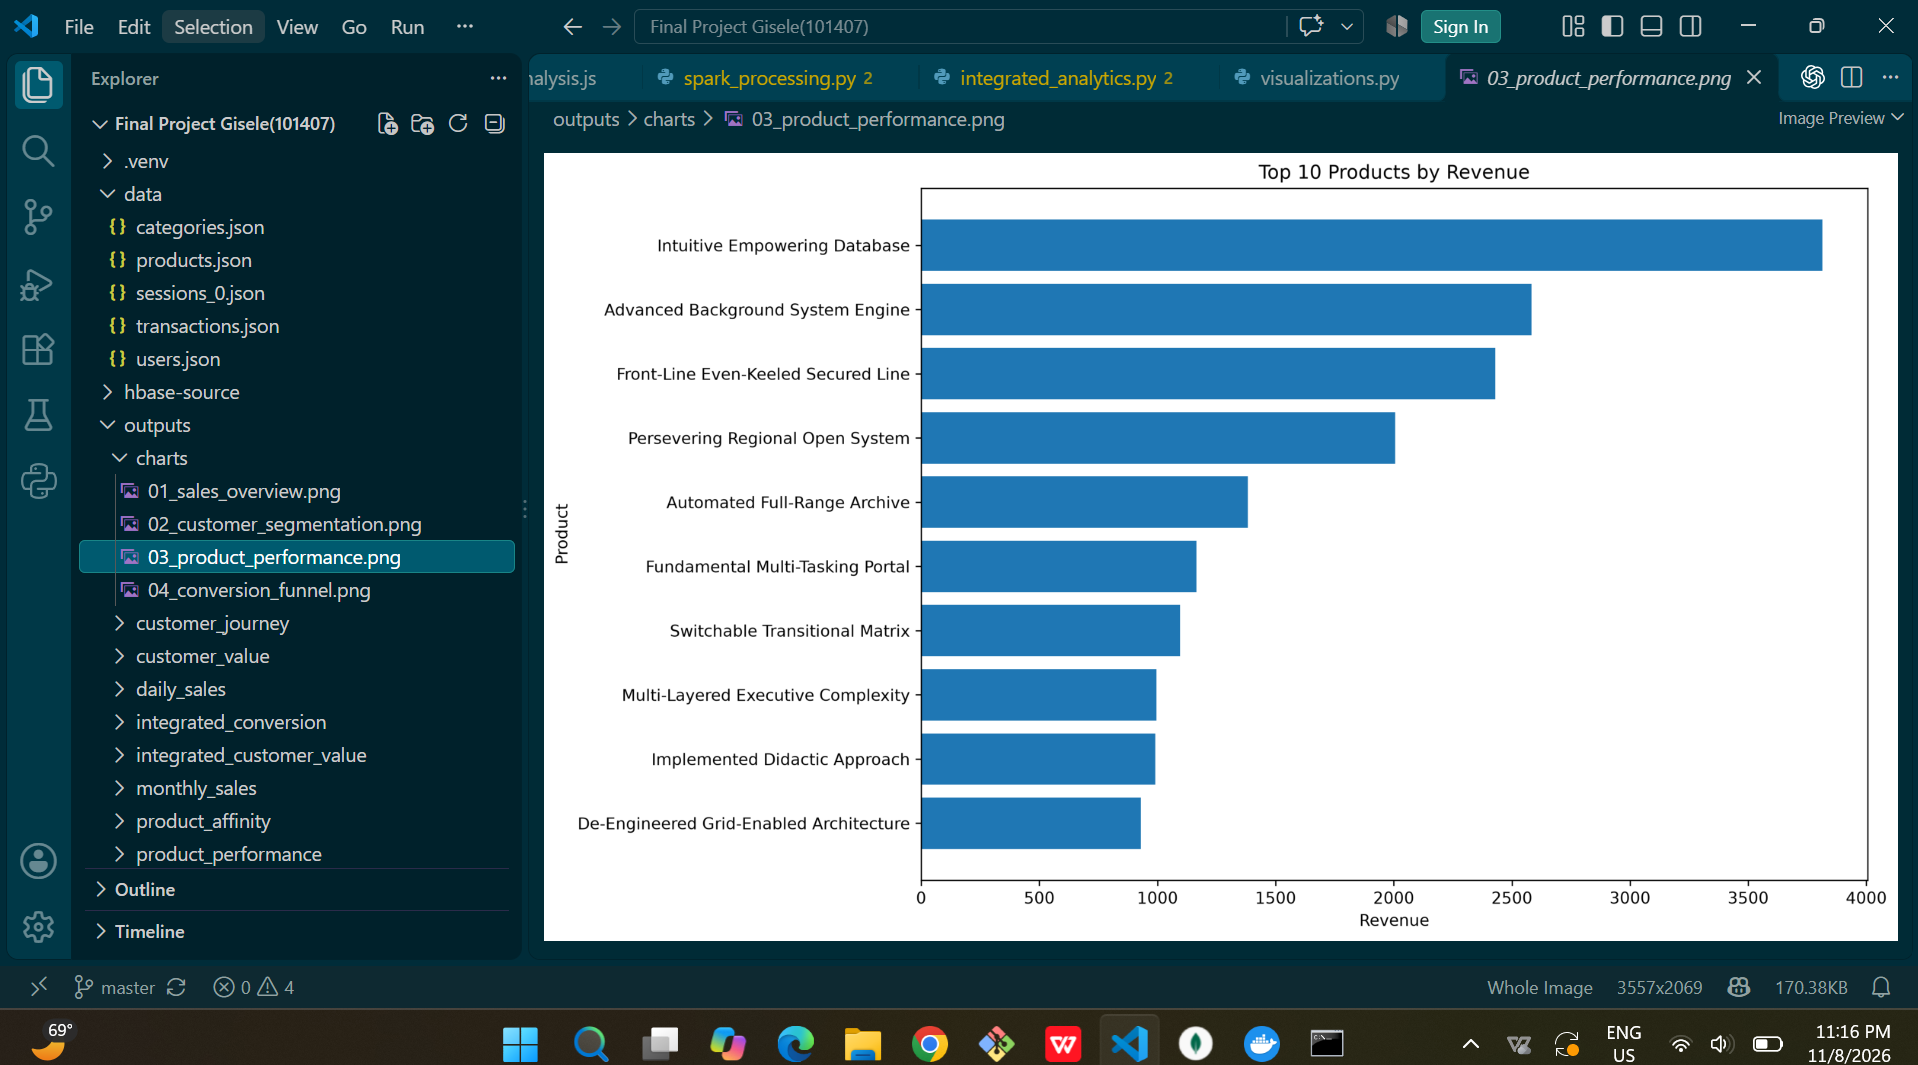 File Edit Selection View Go Run ···
Final Project Gisele(101407)
Sign In
Explorer
Final Project Gisele(101407)
.venv
data
categories.json
products.json
sessions_0.json
transactions.json
users.json
hbase-source
outputs
charts
01_sales_overview.png
02_customer_segmentation.png
03_product_performance.png
04_conversion_funnel.png
customer_journey
customer_value
daily_sales
integrated_conversion
integrated_customer_value
monthly_sales
product_affinity
product_performance
Outline
Timeline
nalysis.js spark_processing.py 2 integrated_analytics.py 2 visualizations.py 03_product_performance.png
outputs > charts > 03_product_performance.png
Image Preview
Top 10 Products by Revenue
Product
Intuitive Empowering Database
Advanced Background System Engine
Front-Line Even-Keeled Secured Line
Persevering Regional Open System
Automated Full-Range Archive
Fundamental Multi-Tasking Portal
Switchable Transitional Matrix
Multi-Layered Executive Complexity
Implemented Didactic Approach
De-Engineered Grid-Enabled Architecture
0 500 1000 1500 2000 2500 3000 3500 4000
Revenue
master 0 4
Whole Image 3557x2069 170.38KB
69°
ENG
US
11:16 PM
11/8/2026